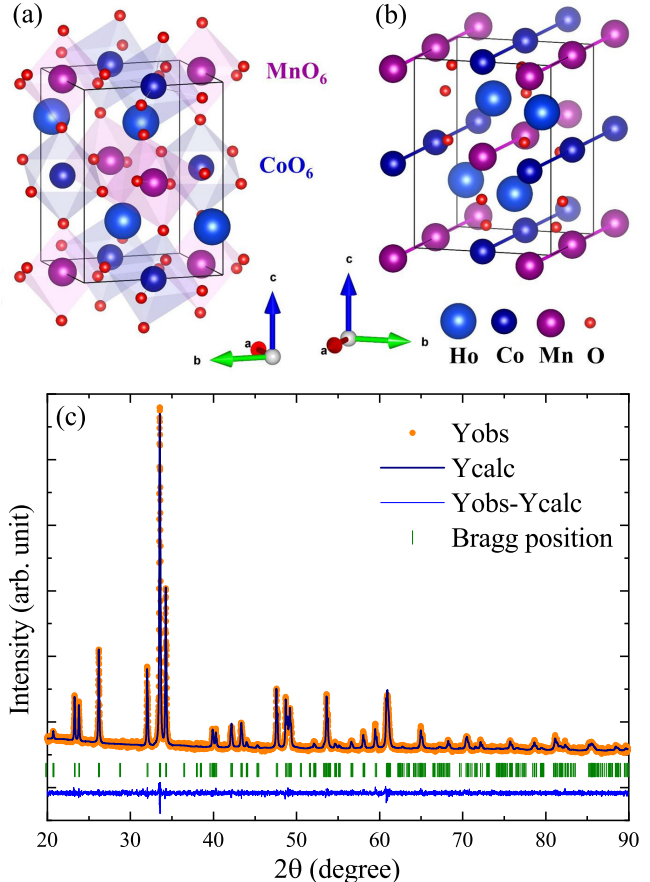 (a)
(b)
MnO₆
CoO₆
c
a
b
c
a
b
Ho Co Mn O
(c)
Yobs
Ycalc
Yobs-Ycalc
Bragg position
Intensity (arb. unit)
20 30 40 50 60 70 80 90
2θ (degree)